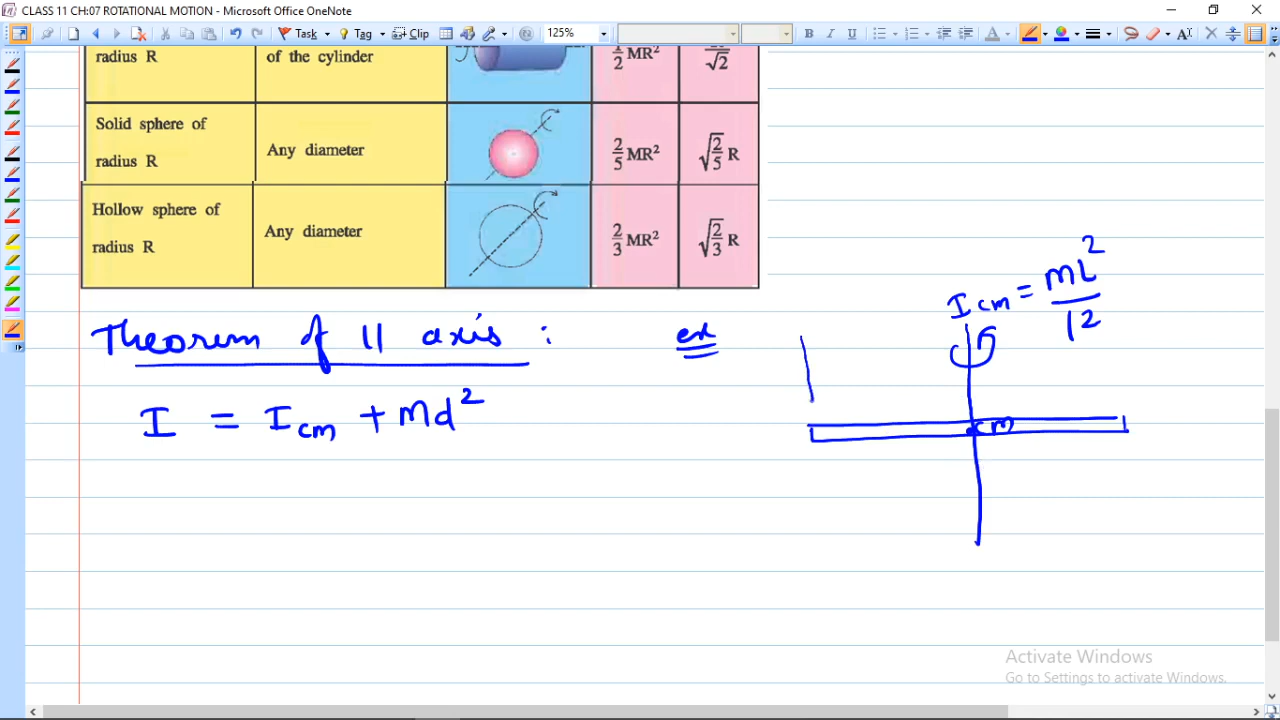 CLASS 11 CH:07 ROTATIONAL MOTION - Microsoft Office OneNote
Task Tag Clip 125% B I U A
radius R of the cylinder 1/2 MR² √2
Solid sphere of radius R Any diameter 2/5 MR² √2/5 R
Hollow sphere of radius R Any diameter 2/3 MR² √2/3 R
Theorem of || axis : ex
I = Icm + md²
Icm = mL²/12
cm
Activate Windows
Go to Settings to activate Windows.